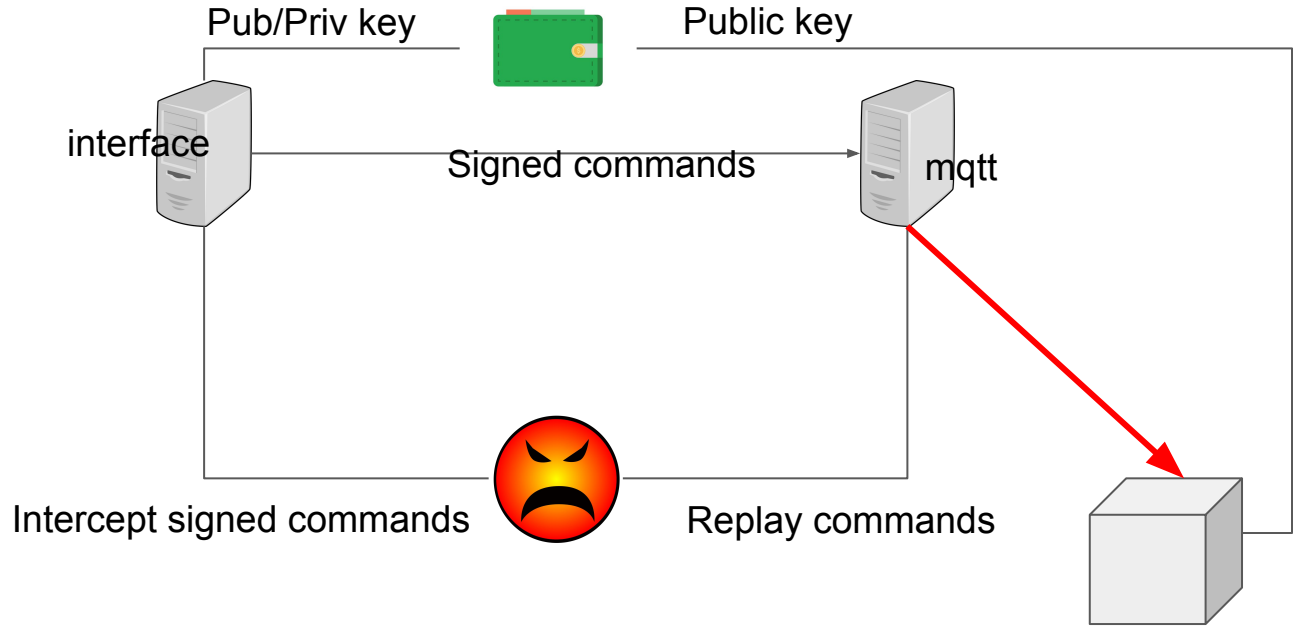 Pub/Priv key
Public key
interface
Signed commands
mqtt
Intercept signed commands
Replay commands